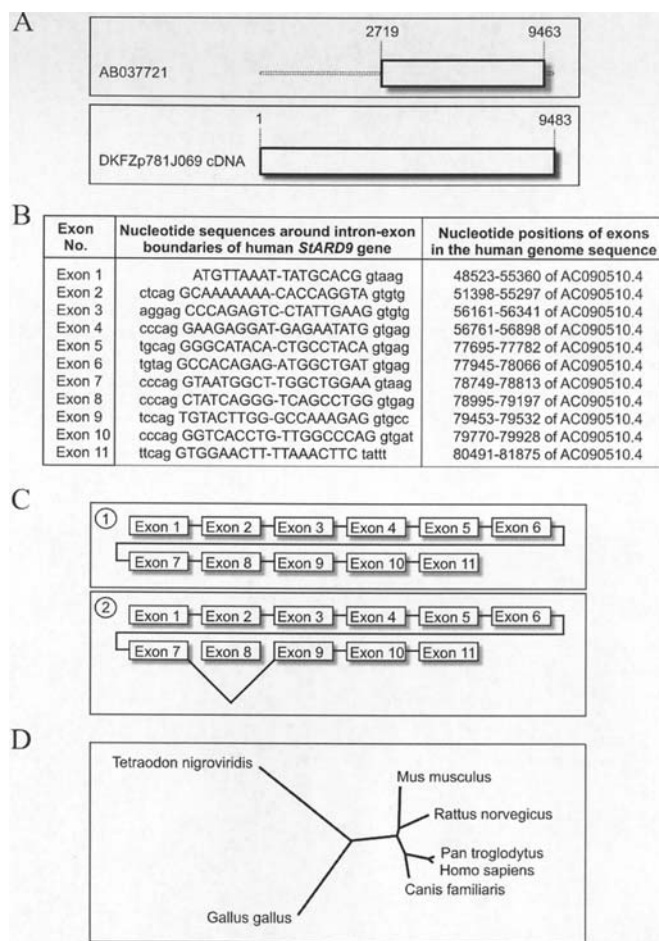 A
2719 9463
AB037721
1 9483
DKFZp781J069 cDNA
B
Exon No. Nucleotide sequences around intron-exon boundaries of human StARD9 gene Nucleotide positions of exons in the human genome sequence
Exon 1 ATGTTAAAT-TATGCACG gtaag 48523-55360 of AC090510.4
Exon 2 ctcag GCAAAAAAA-CACCAGGTA gtgtg 51398-55297 of AC090510.4
Exon 3 aggag CCCAGAGTC-CTATTGAAG gtgtg 56161-56341 of AC090510.4
Exon 4 cccag GAAGAGGAT-GAGAATATG gtgag 56761-56898 of AC090510.4
Exon 5 tgcag GGGCATACA-CTGCCTACA gtgag 77695-77782 of AC090510.4
Exon 6 tgtag GCCACAGAG-ATGGCTGAT gtgag 77945-78066 of AC090510.4
Exon 7 cccag GTAATGGCT-TGGCTGGAA gtaag 78749-78813 of AC090510.4
Exon 8 cccag CTATCAGGG-TCAGCCTGG gtgag 78995-79197 of AC090510.4
Exon 9 tccag TGTACTTGG-GCCAAAGAG gtgcc 79453-79532 of AC090510.4
Exon 10 cccag GGTCACCTG-TTGGCCCAG gtgat 79770-79928 of AC090510.4
Exon 11 ttcag GTGGAACTT-TTAAACTTC tattt 80491-81875 of AC090510.4
C
1
Exon 1 Exon 2 Exon 3 Exon 4 Exon 5 Exon 6
Exon 7 Exon 8 Exon 9 Exon 10 Exon 11
2
Exon 1 Exon 2 Exon 3 Exon 4 Exon 5 Exon 6
Exon 7 Exon 8 Exon 9 Exon 10 Exon 11
D
Tetraodon nigroviridis
Mus musculus
Rattus norvegicus
Pan troglodytus
Homo sapiens
Canis familiaris
Gallus gallus